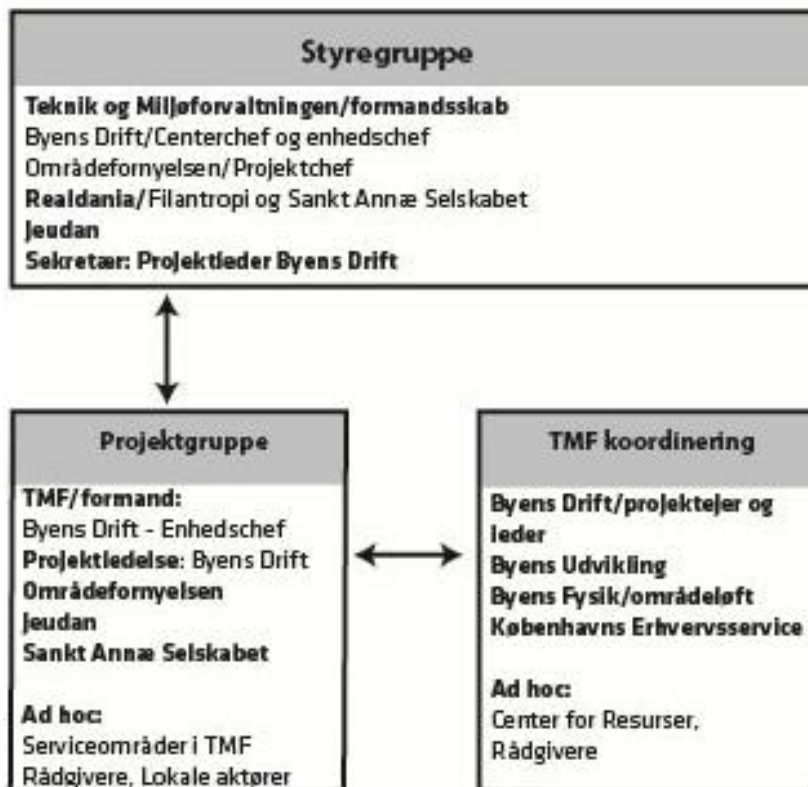 Styregruppe
Teknik og Miljøforvaltningen/formandsskab
Byens Drift/Centerchef og enhedschef
Områdefornyelsen/Projektchef
Realdania/Filantropi og Sankt Annæ Selskabet
Jeudan
Sekretær: Projektleder Byens Drift
Projektgruppe
TMF/formand:
Byens Drift - Enhedschef
Projektledelse: Byens Drift
Områdefornyelsen
Jeudan
Sankt Annæ Selskabet
Ad hoc:
Serviceområder i TMF
Rådgivere, Lokale aktører
TMF koordinering
Byens Drift/projektejer og
leder
Byens Udvikling
Byens Fysik/områdeløft
Københavns Erhvervsservice
Ad hoc:
Center for Resurser,
Rådgivere